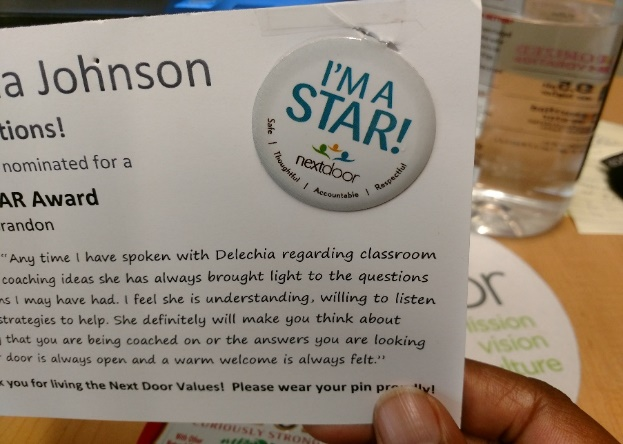 a Johnson
tions!
nominated for a
AR Award
randon
"Any time I have spoken with Delechia regarding classroom
coaching ideas she has always brought light to the questions
ns I may have had. I feel she is understanding, willing to listen
strategies to help. She definitely will make you think about
that you are being coached on or the answers you are looking
door is always open and a warm welcome is always felt."
k you for living the Next Door Values! Please wear your pin proudly!
I'M A
STAR!
nextdoor
Safe | Thoughtful | Accountable | Respectful
or
ission
vision
lture
CURIOUSLY STRONG